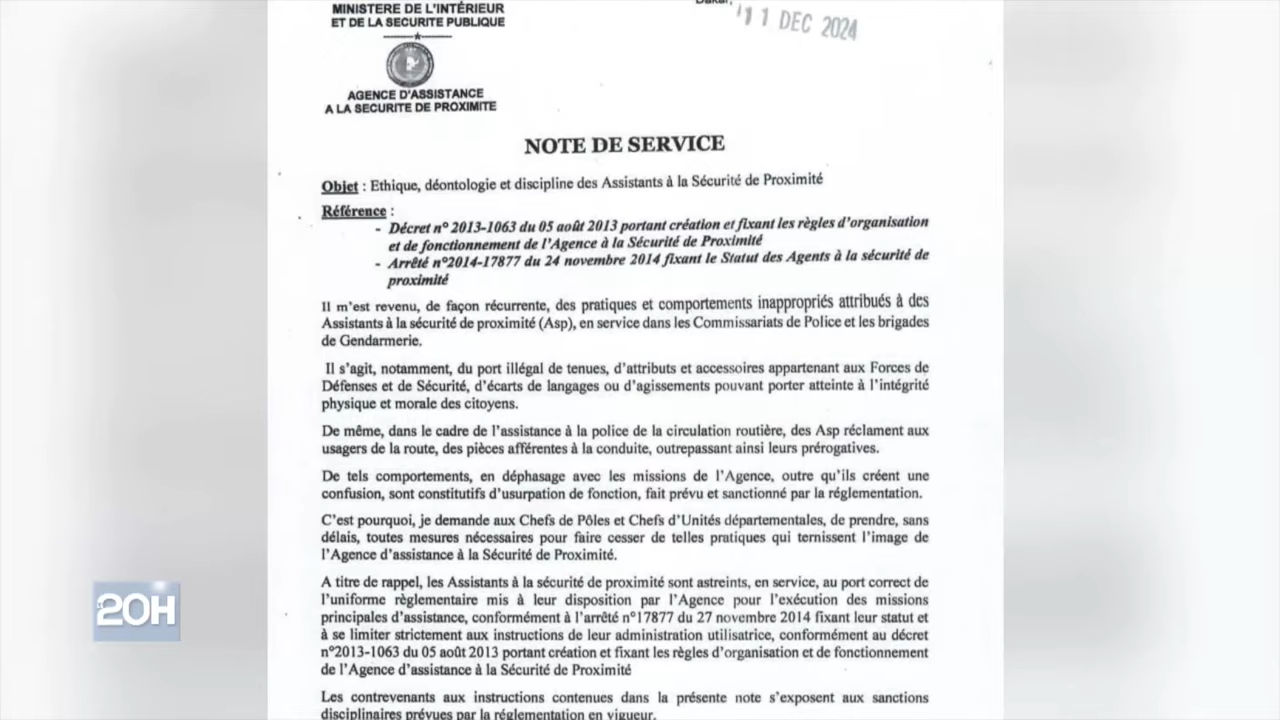 MINISTERE DE L'INTÉRIEUR
ET DE LA SECURITE PUBLIQUE
Dakar,
11 DEC 2024
AGENCE D'ASSISTANCE
A LA SECURITE DE PROXIMITE
NOTE DE SERVICE
Objet : Ethique, déontologie et discipline des Assistants à la Sécurité de Proximité
Référence :
- Décret n° 2013-1063 du 05 août 2013 portant création et fixant les règles d'organisation
et de fonctionnement de l'Agence à la Sécurité de Proximité
- Arrêté n°2014-17877 du 24 novembre 2014 fixant le Statut des Agents à la sécurité de
proximité
Il m'est revenu, de façon récurrente, des pratiques et comportements inappropriés attribués à des
Assistants à la sécurité de proximité (Asp), en service dans les Commissariats de Police et les brigades
de Gendarmerie.
Il s'agit, notamment, du port illégal de tenues, d'attributs et accessoires appartenant aux Forces de
Défenses et de Sécurité, d'écarts de langages ou d'agissements pouvant porter atteinte à l'intégrité
physique et morale des citoyens.
De même, dans le cadre de l'assistance à la police de la circulation routière, des Asp réclament aux
usagers de la route, des pièces afférentes à la conduite, outrepassant ainsi leurs prérogatives.
De tels comportements, en déphasage avec les missions de l'Agence, outre qu'ils créent une
confusion, sont constitutifs d'usurpation de fonction, fait prévu et sanctionné par la réglementation.
C'est pourquoi, je demande aux Chefs de Pôles et Chefs d'Unités départementales, de prendre, sans
délais, toutes mesures nécessaires pour faire cesser de telles pratiques qui ternissent l'image de
l'Agence d'assistance à la Sécurité de Proximité.
A titre de rappel, les Assistants à la sécurité de proximité sont astreints, en service, au port correct de
l'uniforme règlementaire mis à leur disposition par l'Agence pour l'exécution des missions
principales d'assistance, conformément à l'arrêté n°17877 du 27 novembre 2014 fixant leur statut et
à se limiter strictement aux instructions de leur administration utilisatrice, conformément au décret
n°2013-1063 du 05 août 2013 portant création et fixant les règles d'organisation et de fonctionnement
de l'Agence d'assistance à la Sécurité de Proximité
Les contrevenants aux instructions contenues dans la présente note s'exposent aux sanctions
disciplinaires prévues par la réglementation en vigueur.
20H